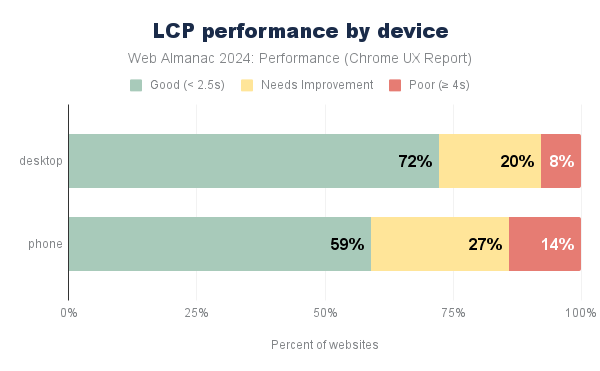 LCP performance by device
Web Almanac 2024: Performance (Chrome UX Report)
Good (< 2.5s) Needs Improvement Poor (≥ 4s)
desktop 72% 20% 8%
phone 59% 27% 14%
0% 25% 50% 75% 100%
Percent of websites